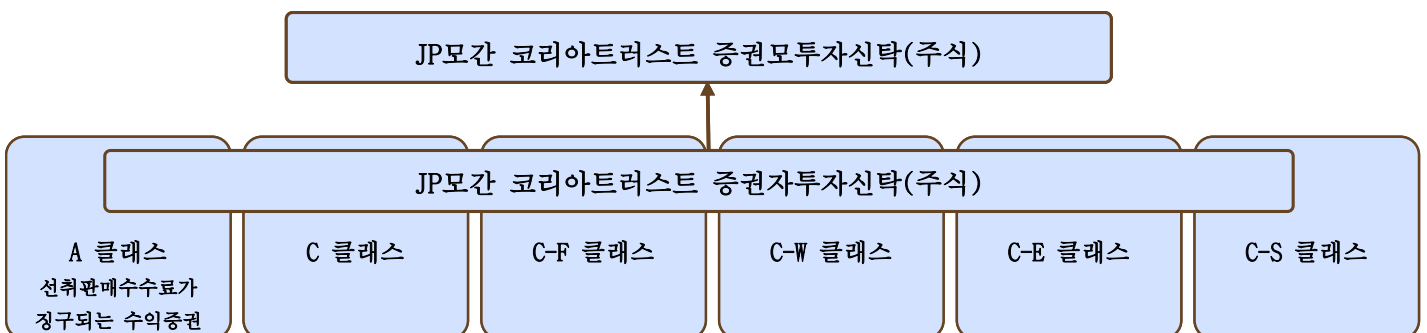 JP모간 코리아트러스트 증권모투자신탁(주식)
JP모간 코리아트러스트 증권자투자신탁(주식)
A 클래스
선취판매수수료가
징구되는 수익증권
C 클래스
C-F 클래스
C-W 클래스
C-E 클래스
C-S 클래스